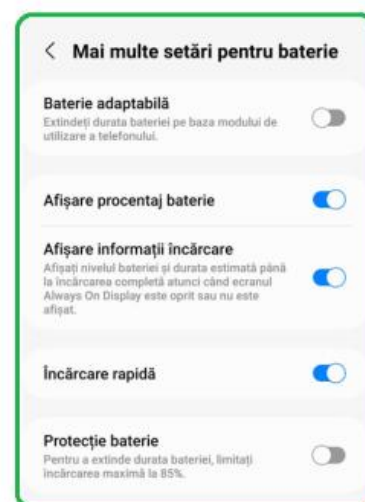 Mai multe setări pentru baterie
Baterie adaptabilă
Extindeți durata bateriei pe baza modului de
utilizare a telefonului.
Afișare procentaj baterie
Afișare informații încărcare
Afișați nivelul bateriei și durata estimată până
la încărcarea completă atunci când ecranul
Always On Display este oprit sau nu este
afișat.
Încărcare rapidă
Protecție baterie
Pentru a extinde durata bateriei, limitați
încărcarea maximă la 85%.